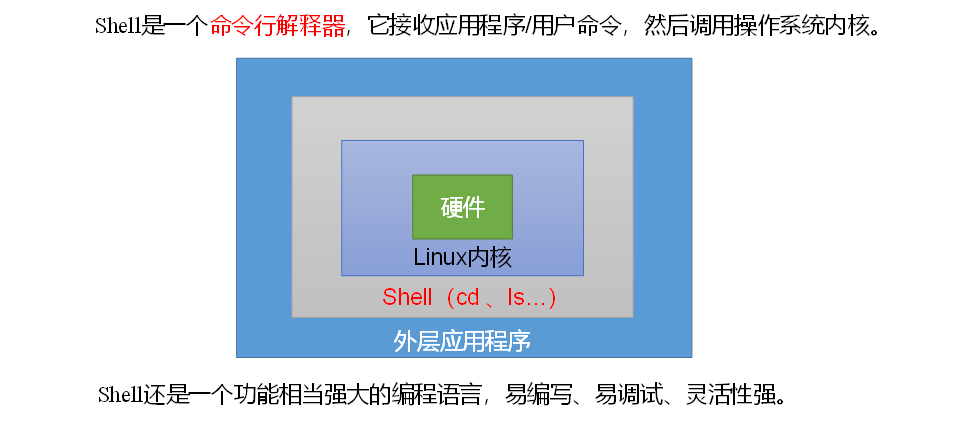 Shell是一个命令行解释器，它接收应用程序/用户命令，然后调用操作系统内核。
硬件
Linux内核
Shell（cd 、ls…）
外层应用程序
Shell还是一个功能相当强大的编程语言，易编写、易调试、灵活性强。